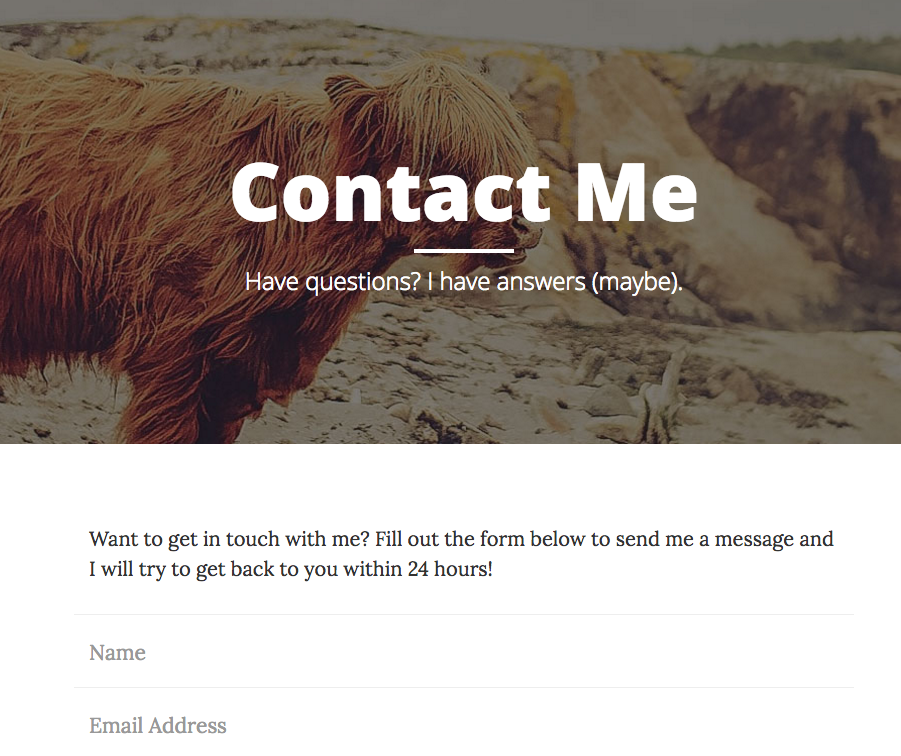 Contact Me
Have questions? I have answers (maybe).
Want to get in touch with me? Fill out the form below to send me a message and
I will try to get back to you within 24 hours!
Name
Email Address